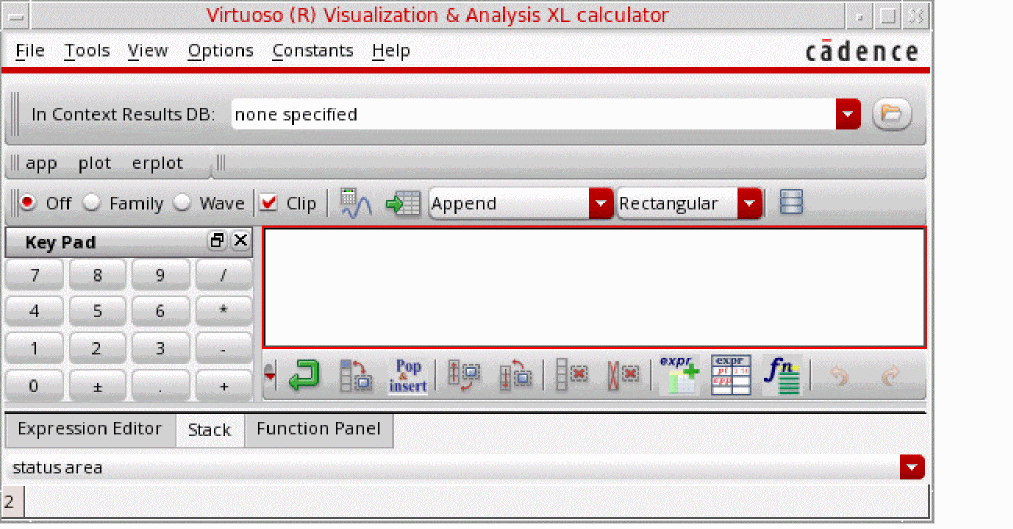 Virtuoso (R) Visualization & Analysis XL calculator
File Tools View Options Constants Help
cādence
In Context Results DB: none specified
app plot erplot
Off Family Wave Clip Append Rectangular
Key Pad
7 8 9 /
4 5 6 *
1 2 3 -
0 ± . +
Pop & insert
expr
expr
fn
Expression Editor Stack Function Panel
status area
2